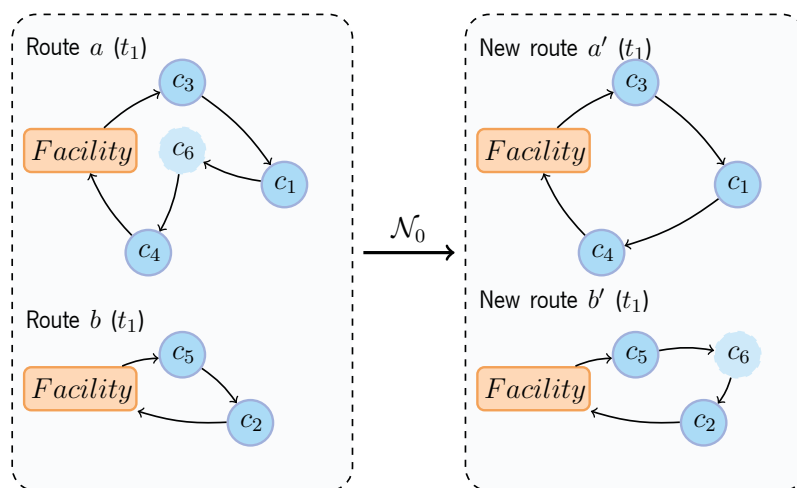 Route a (t₁)
c₃
Facility
c₆
c₁
c₄
Route b (t₁)
c₅
Facility
c₂
𝒩₀
New route a′ (t₁)
c₃
Facility
c₁
c₄
New route b′ (t₁)
c₅
c₆
Facility
c₂